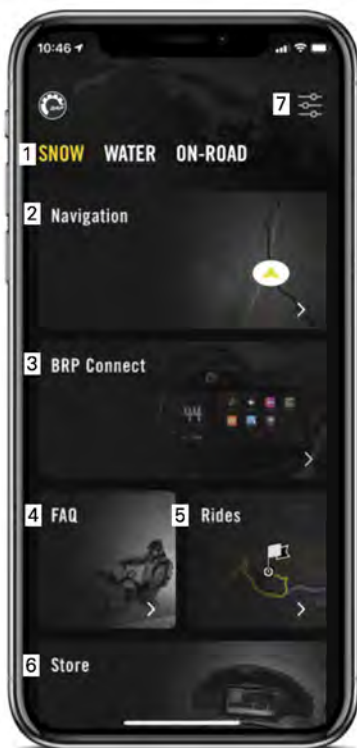 10:46
7
1 SNOW WATER ON-ROAD
2 Navigation
3 BRP Connect
44
4 FAQ
5 Rides
6 Store